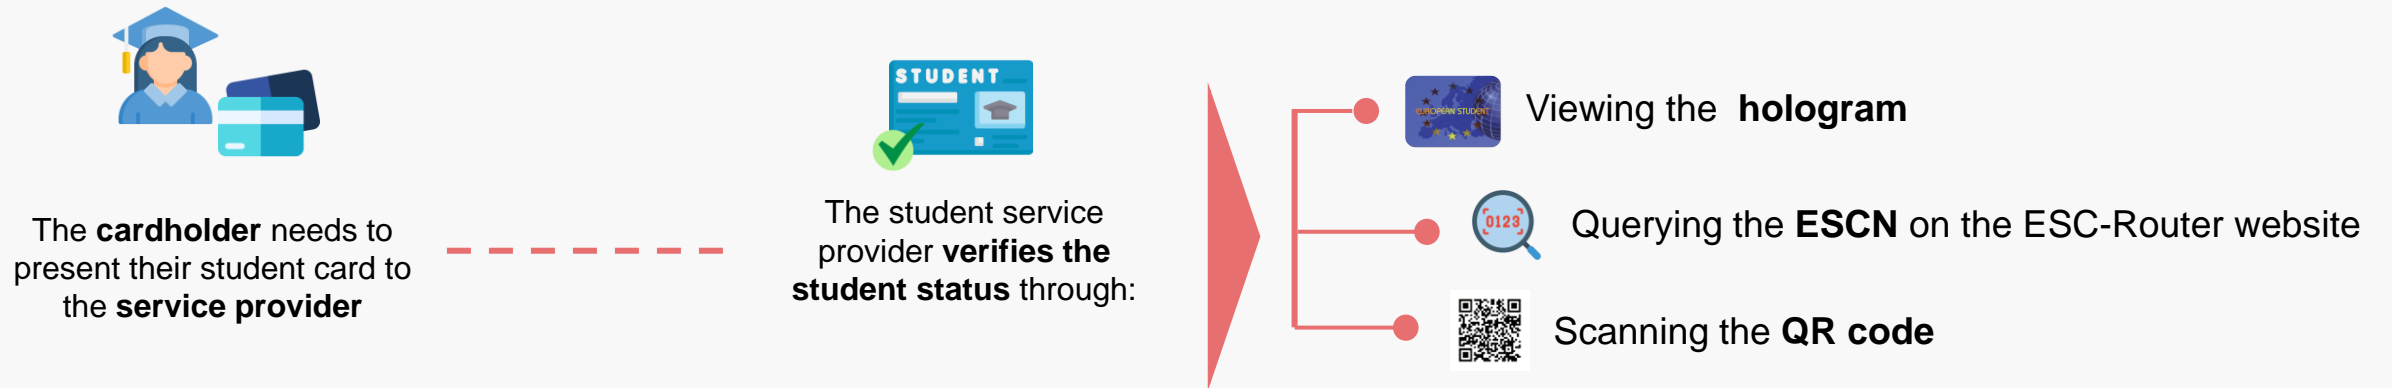 The cardholder needs to
present their student card to
the service provider
STUDENT
The student service
provider verifies the
student status through:
EUROPEAN STUDENT
Viewing the hologram
0123
Querying the ESCN on the ESC-Router website
Scanning the QR code